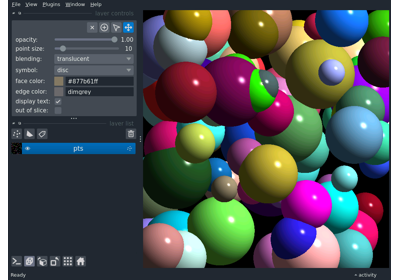 File View Plugins Window Help
layer controls
opacity: 1.00
point size: 10
blending: translucent
symbol: disc
face color: #877b61ff
edge color: dimgrey
display text:
out of slice:
layer list
pts
Ready
activity